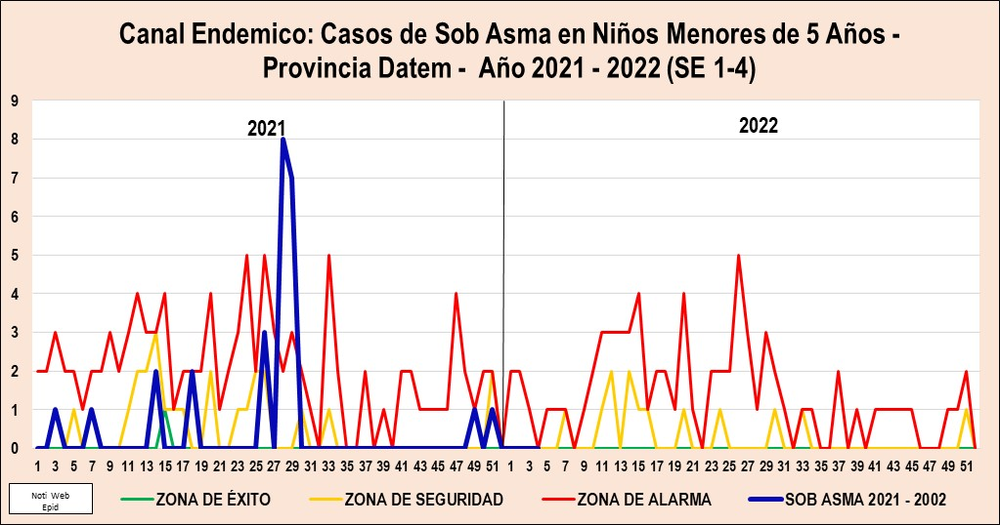 Canal Endemico: Casos de Sob Asma en Niños Menores de 5 Años -
Provincia Datem - Año 2021 - 2022 (SE 1-4)
9
8
7
6
5
4
3
2
1
0
2021
2022
1 3 5 7 9 11 13 15 17 19 21 23 25 27 29 31 33 35 37 39 41 43 45 47 49 51 1 3 5 7 9 11 13 15 17 19 21 23 25 27 29 31 33 35 37 39 41 43 45 47 49 51
Noti Web
Epid
ZONA DE ÉXITO ZONA DE SEGURIDAD ZONA DE ALARMA SOB ASMA 2021 - 2002